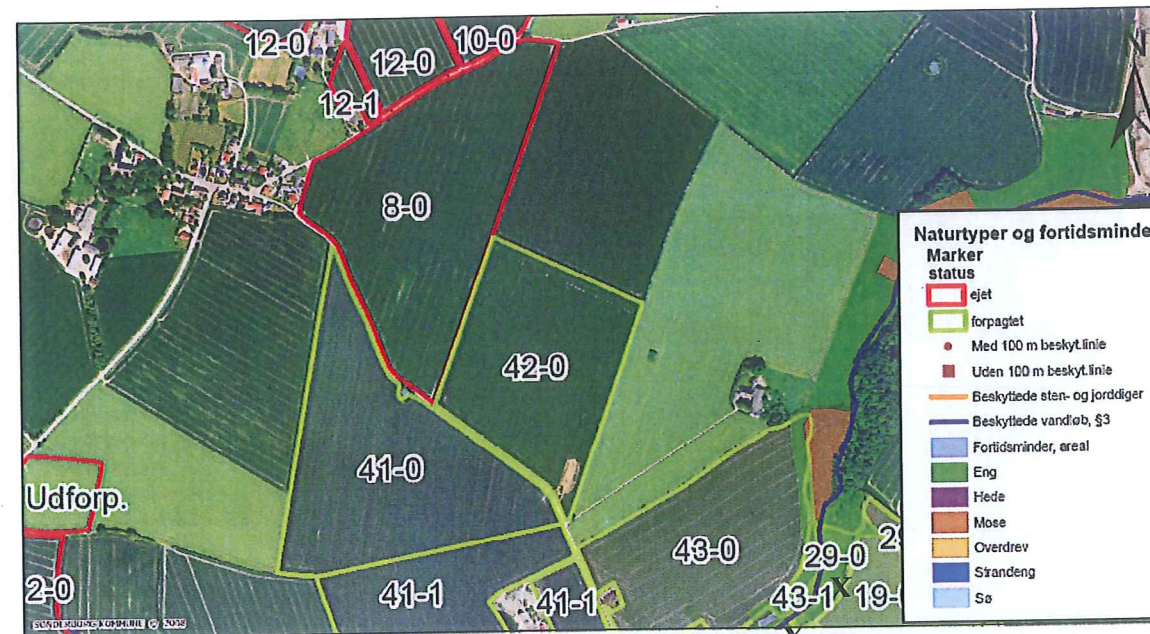 12-0
12-0
10-0
12-1
8-0
42-0
41-0
Udforp.
2-0
41-1
41-1
43-0
29-0
43-1
X
19-
N
Naturtyper og fortidsminde
Marker
status
ejet
forpagtet
Med 100 m beskyt.linie
Uden 100 m beskyt.linie
Beskyttede sten- og jorddiger
Beskyttede vandløb, §3
Fortidsminder, areal
Eng
Hede
Mose
Overdrev
Strandeng
Sø
SØNDERBORG KOMMUNE © 2008